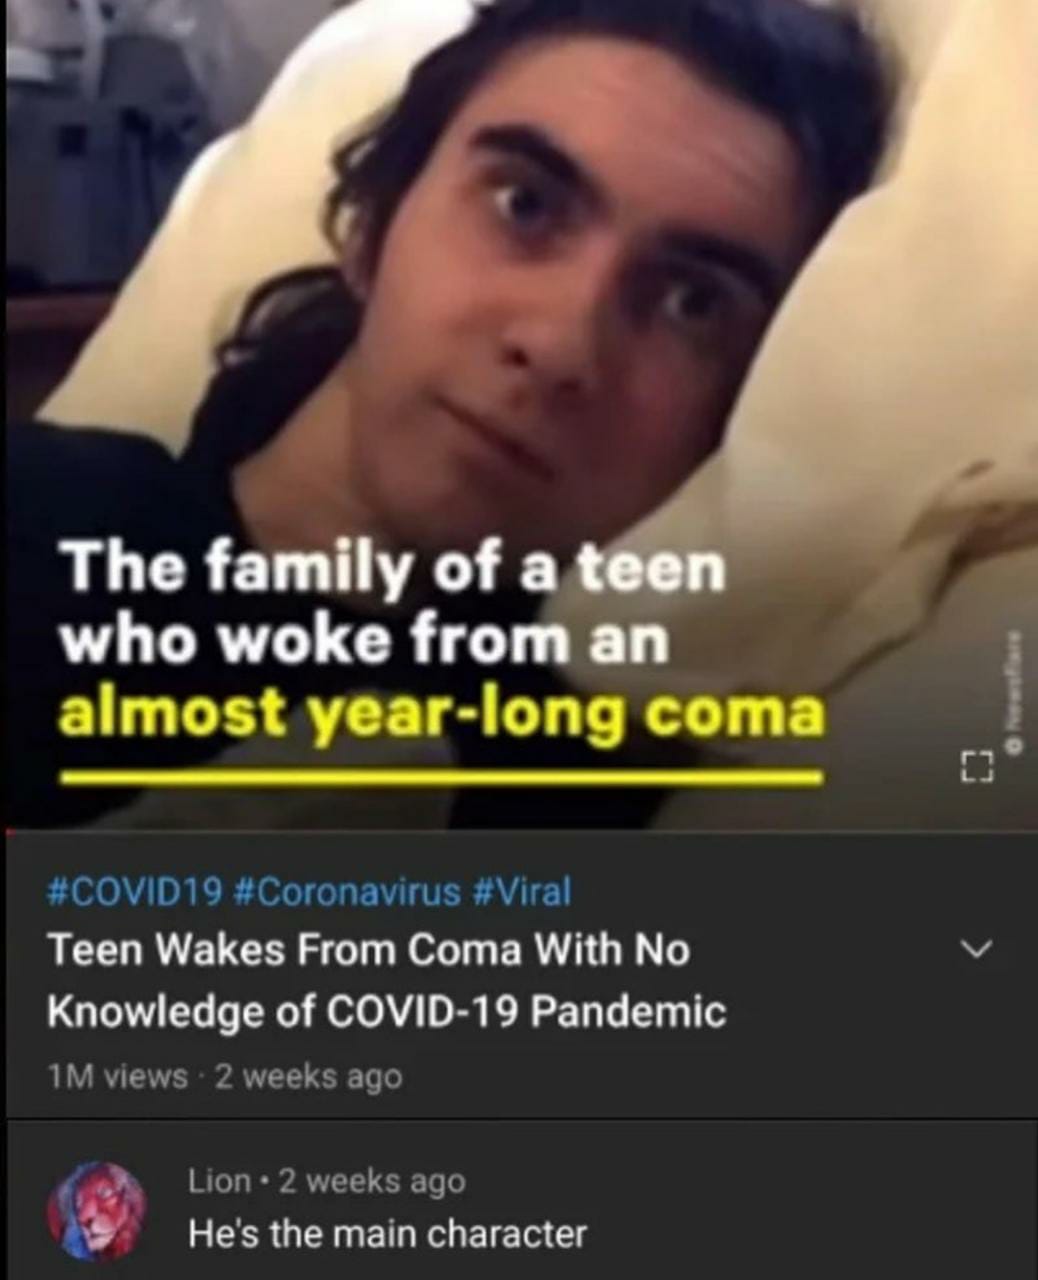 The family of a teen
who woke from an
almost year-long coma
© Newsflare
#COVID19 #Coronavirus #Viral
Teen Wakes From Coma With No
Knowledge of COVID-19 Pandemic
1M views · 2 weeks ago
Lion • 2 weeks ago
He's the main character